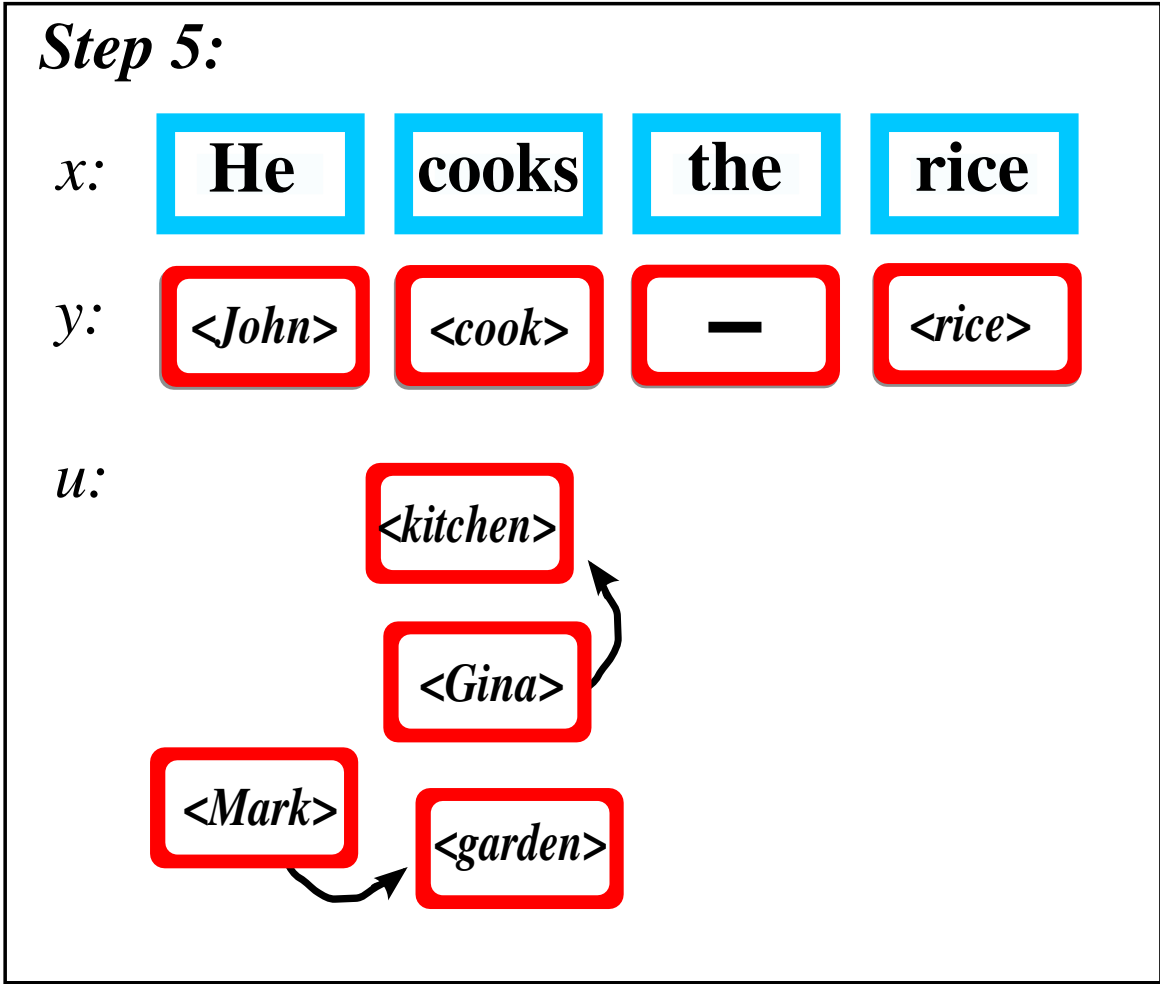 Step 5:
x: He cooks the rice
y: <John> <cook> – <rice>
u:
<kitchen>
<Gina>
<Mark>
<garden>